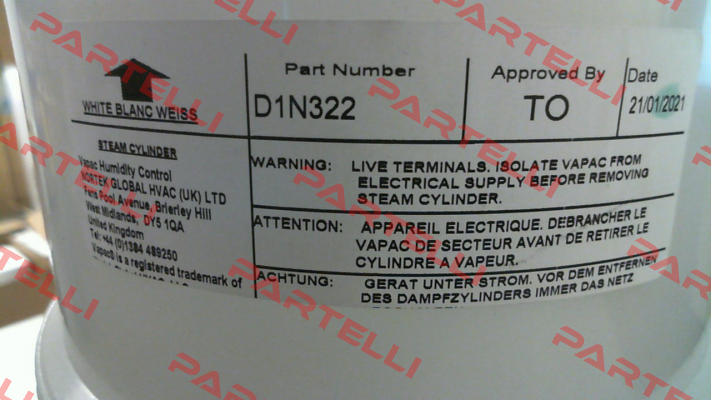 WHITE BLANC WEISS
Part Number
D1N322
Approved By
TO
Date
21/01/2021
STEAM CYLINDER
Vapac Humidity Control
NORTEK GLOBAL HVAC (UK) LTD
Fens Pool Avenue, Brierley Hill
West Midlands, DY5 1QA
United Kingdom
Tel: +44 (0)1384 489250
Vapac® is a registered trademark of
WARNING: LIVE TERMINALS. ISOLATE VAPAC FROM
ELECTRICAL SUPPLY BEFORE REMOVING
STEAM CYLINDER.
ATTENTION: APPAREIL ELECTRIQUE. DEBRANCHER LE
VAPAC DE SECTEUR AVANT DE RETIRER LE
CYLINDRE A VAPEUR.
ACHTUNG: GERAT UNTER STROM. VOR DEM ENTFERNEN
DES DAMPFZYLINDERS IMMER DAS NETZ
PARTELLI
PARTELLI
PARTELLI
PARTELLI
PARTELLI
PARTELLI
PARTELLI
PARTELLI